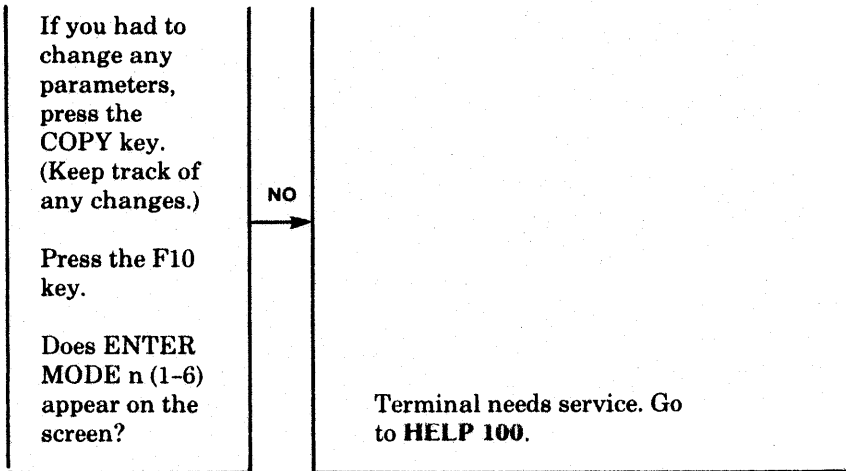 If you had to
change any
parameters,
press the
COPY key.
(Keep track of
any changes.)
NO
Press the F10
key.
Does ENTER
MODE n (1–6)
appear on the
screen?
Terminal needs service. Go
to HELP 100.